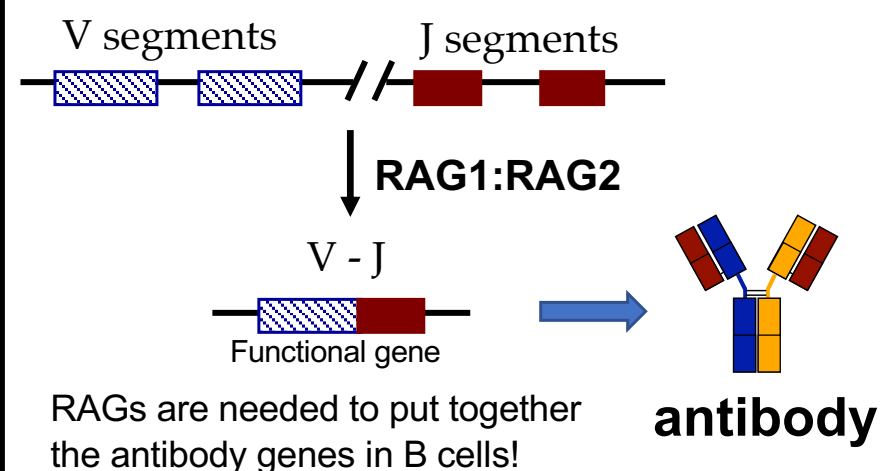 V segments
J segments
RAG1:RAG2
V - J
Functional gene
antibody
RAGs are needed to put together
the antibody genes in B cells!